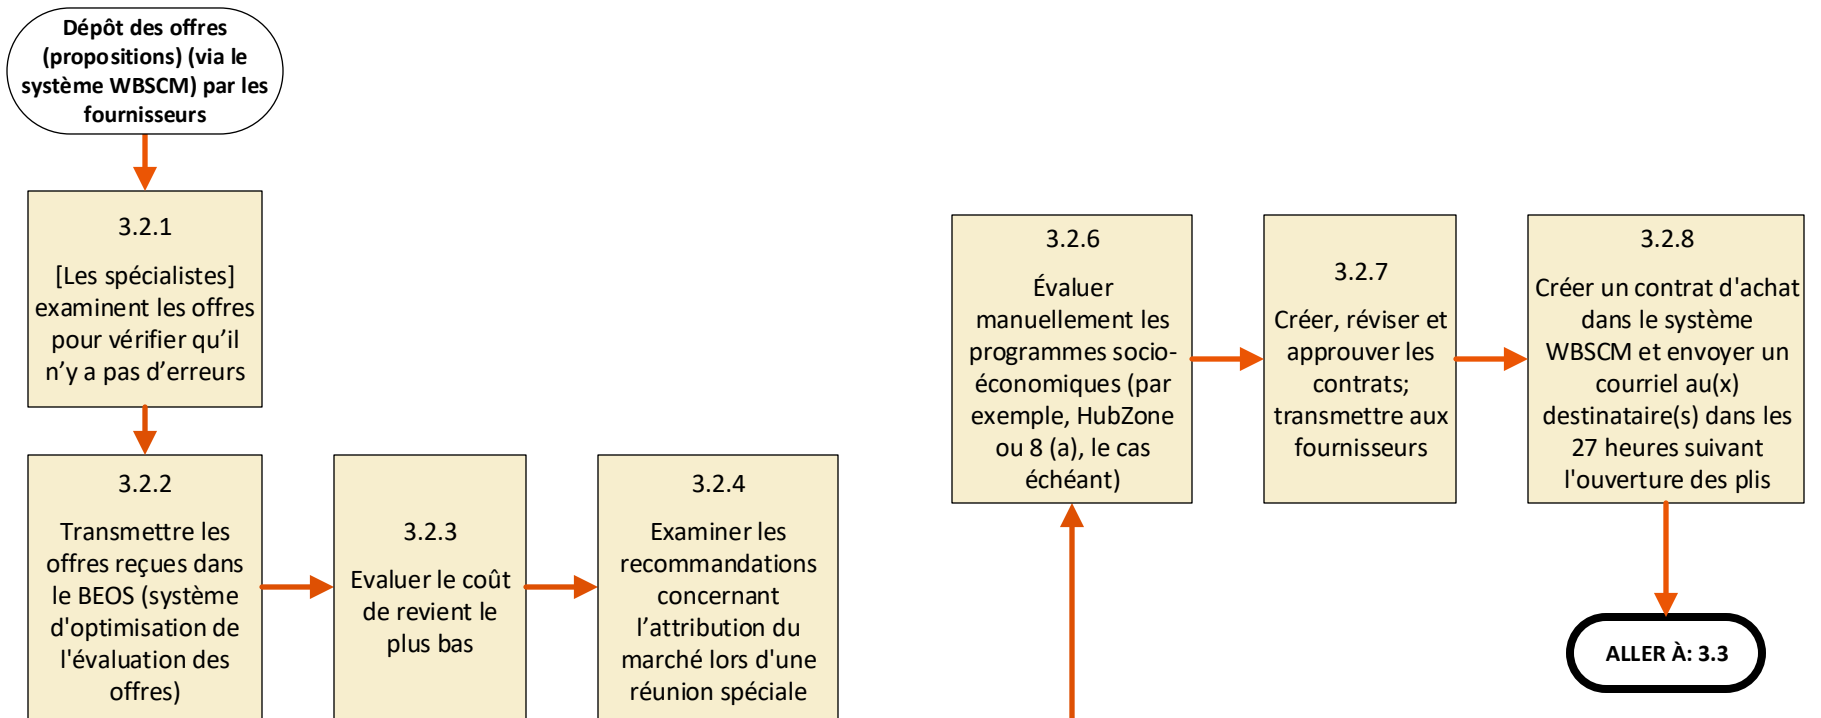 Dépôt des offres
(propositions) (via le
système WBSCM) par les
fournisseurs
3.2.1
[Les spécialistes]
examinent les offres
pour vérifier qu’il
n’y a pas d’erreurs
3.2.2
Transmettre les
offres reçues dans
le BEOS (système
d'optimisation de
l'évaluation des
offres)
3.2.3
Evaluer le coût
de revient le
plus bas
3.2.4
Examiner les
recommandations
concernant
l’attribution du
marché lors d'une
réunion spéciale
3.2.6
Évaluer
manuellement les
programmes socio-
économiques (par
exemple, HubZone
ou 8 (a), le cas
échéant)
3.2.7
Créer, réviser et
approuver les
contrats;
transmettre aux
fournisseurs
3.2.8
Créer un contrat d'achat
dans le système
WBSCM et envoyer un
courriel au(x)
destinataire(s) dans les
27 heures suivant
l'ouverture des plis
ALLER À: 3.3